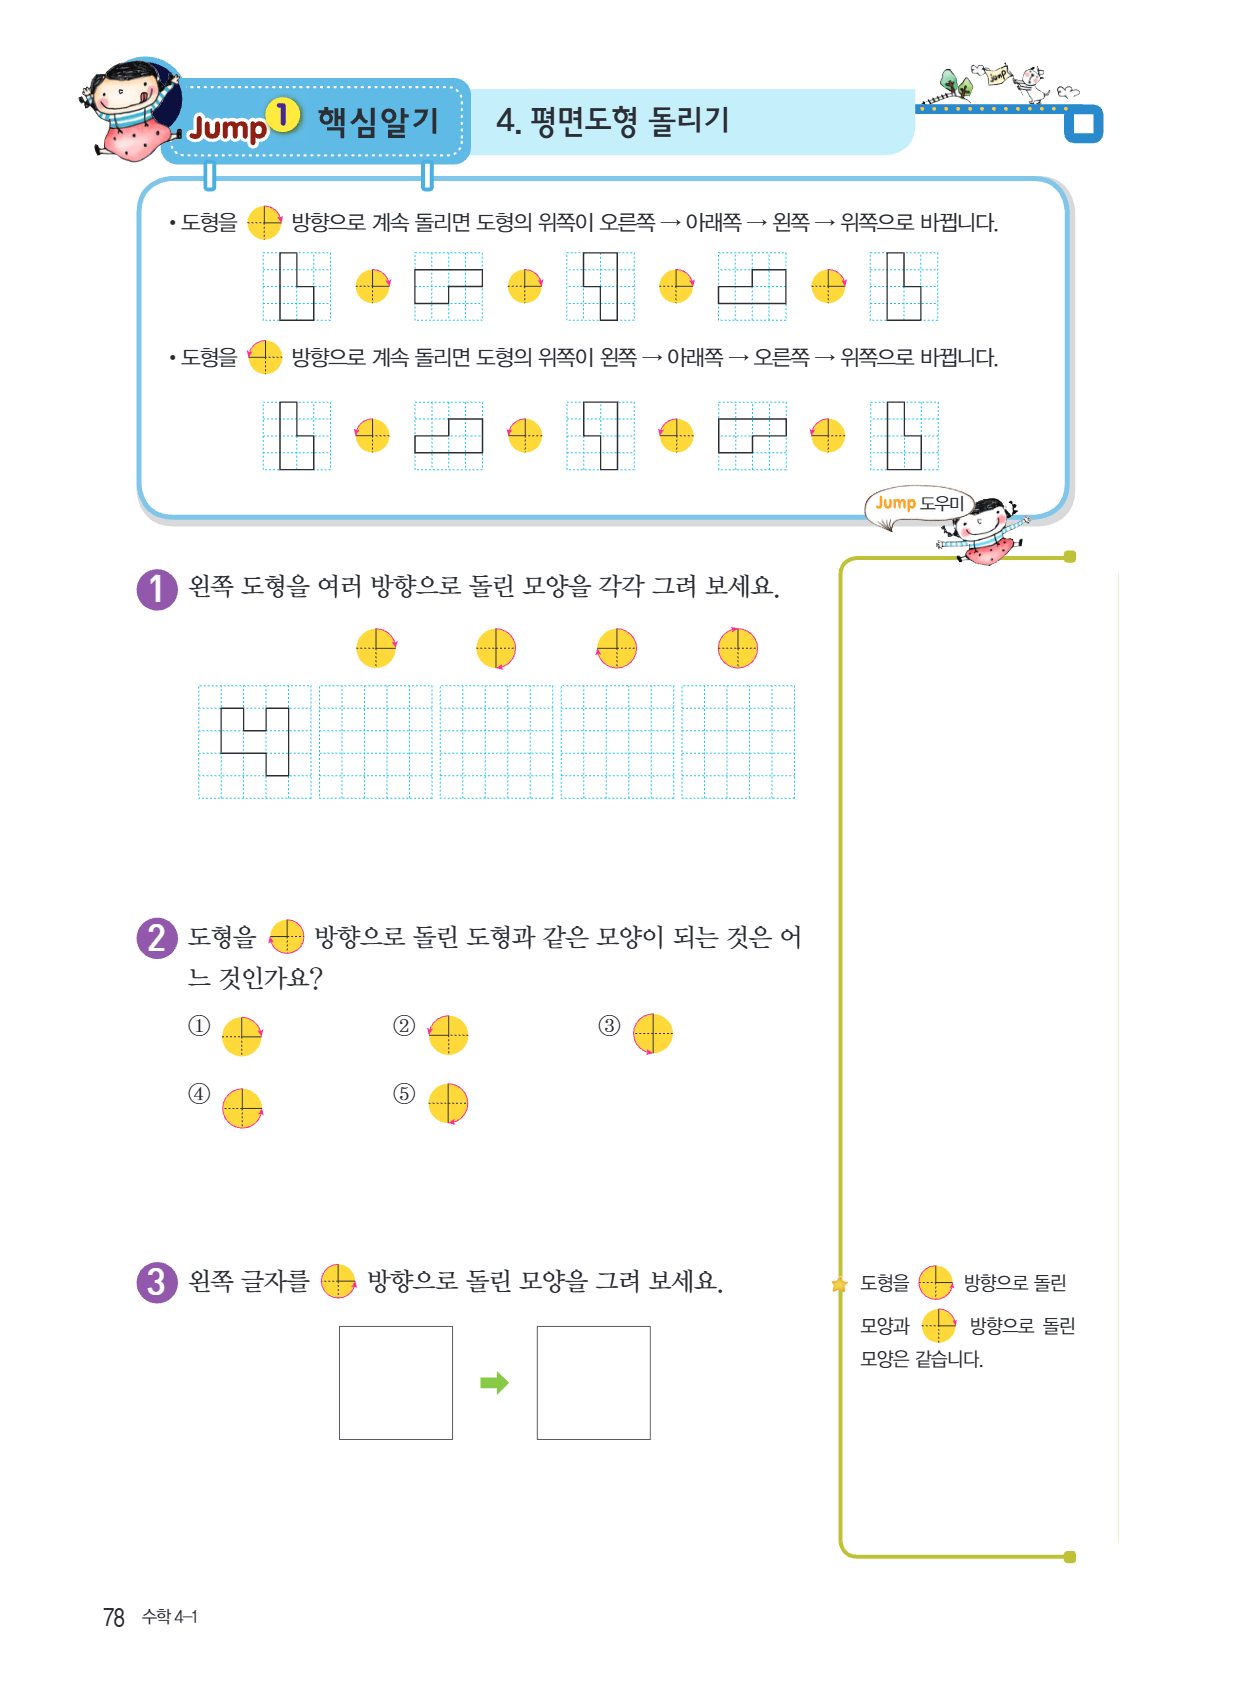 Jump 1 핵심알기 4. 평면도형 돌리기
Jump
• 도형을 방향으로 계속 돌리면 도형의 위쪽이 오른쪽 → 아래쪽 → 왼쪽 → 위쪽으로 바뀝니다.
• 도형을 방향으로 계속 돌리면 도형의 위쪽이 왼쪽 → 아래쪽 → 오른쪽 → 위쪽으로 바뀝니다.
Jump 도우미
1 왼쪽 도형을 여러 방향으로 돌린 모양을 각각 그려 보세요.
2 도형을 방향으로 돌린 도형과 같은 모양이 되는 것은 어
느 것인가요?
① ② ③
④ ⑤
3 왼쪽 글자를 방향으로 돌린 모양을 그려 보세요.
도형을 방향으로 돌린
모양과 방향으로 돌린
모양은 같습니다.
78 수학 4-1